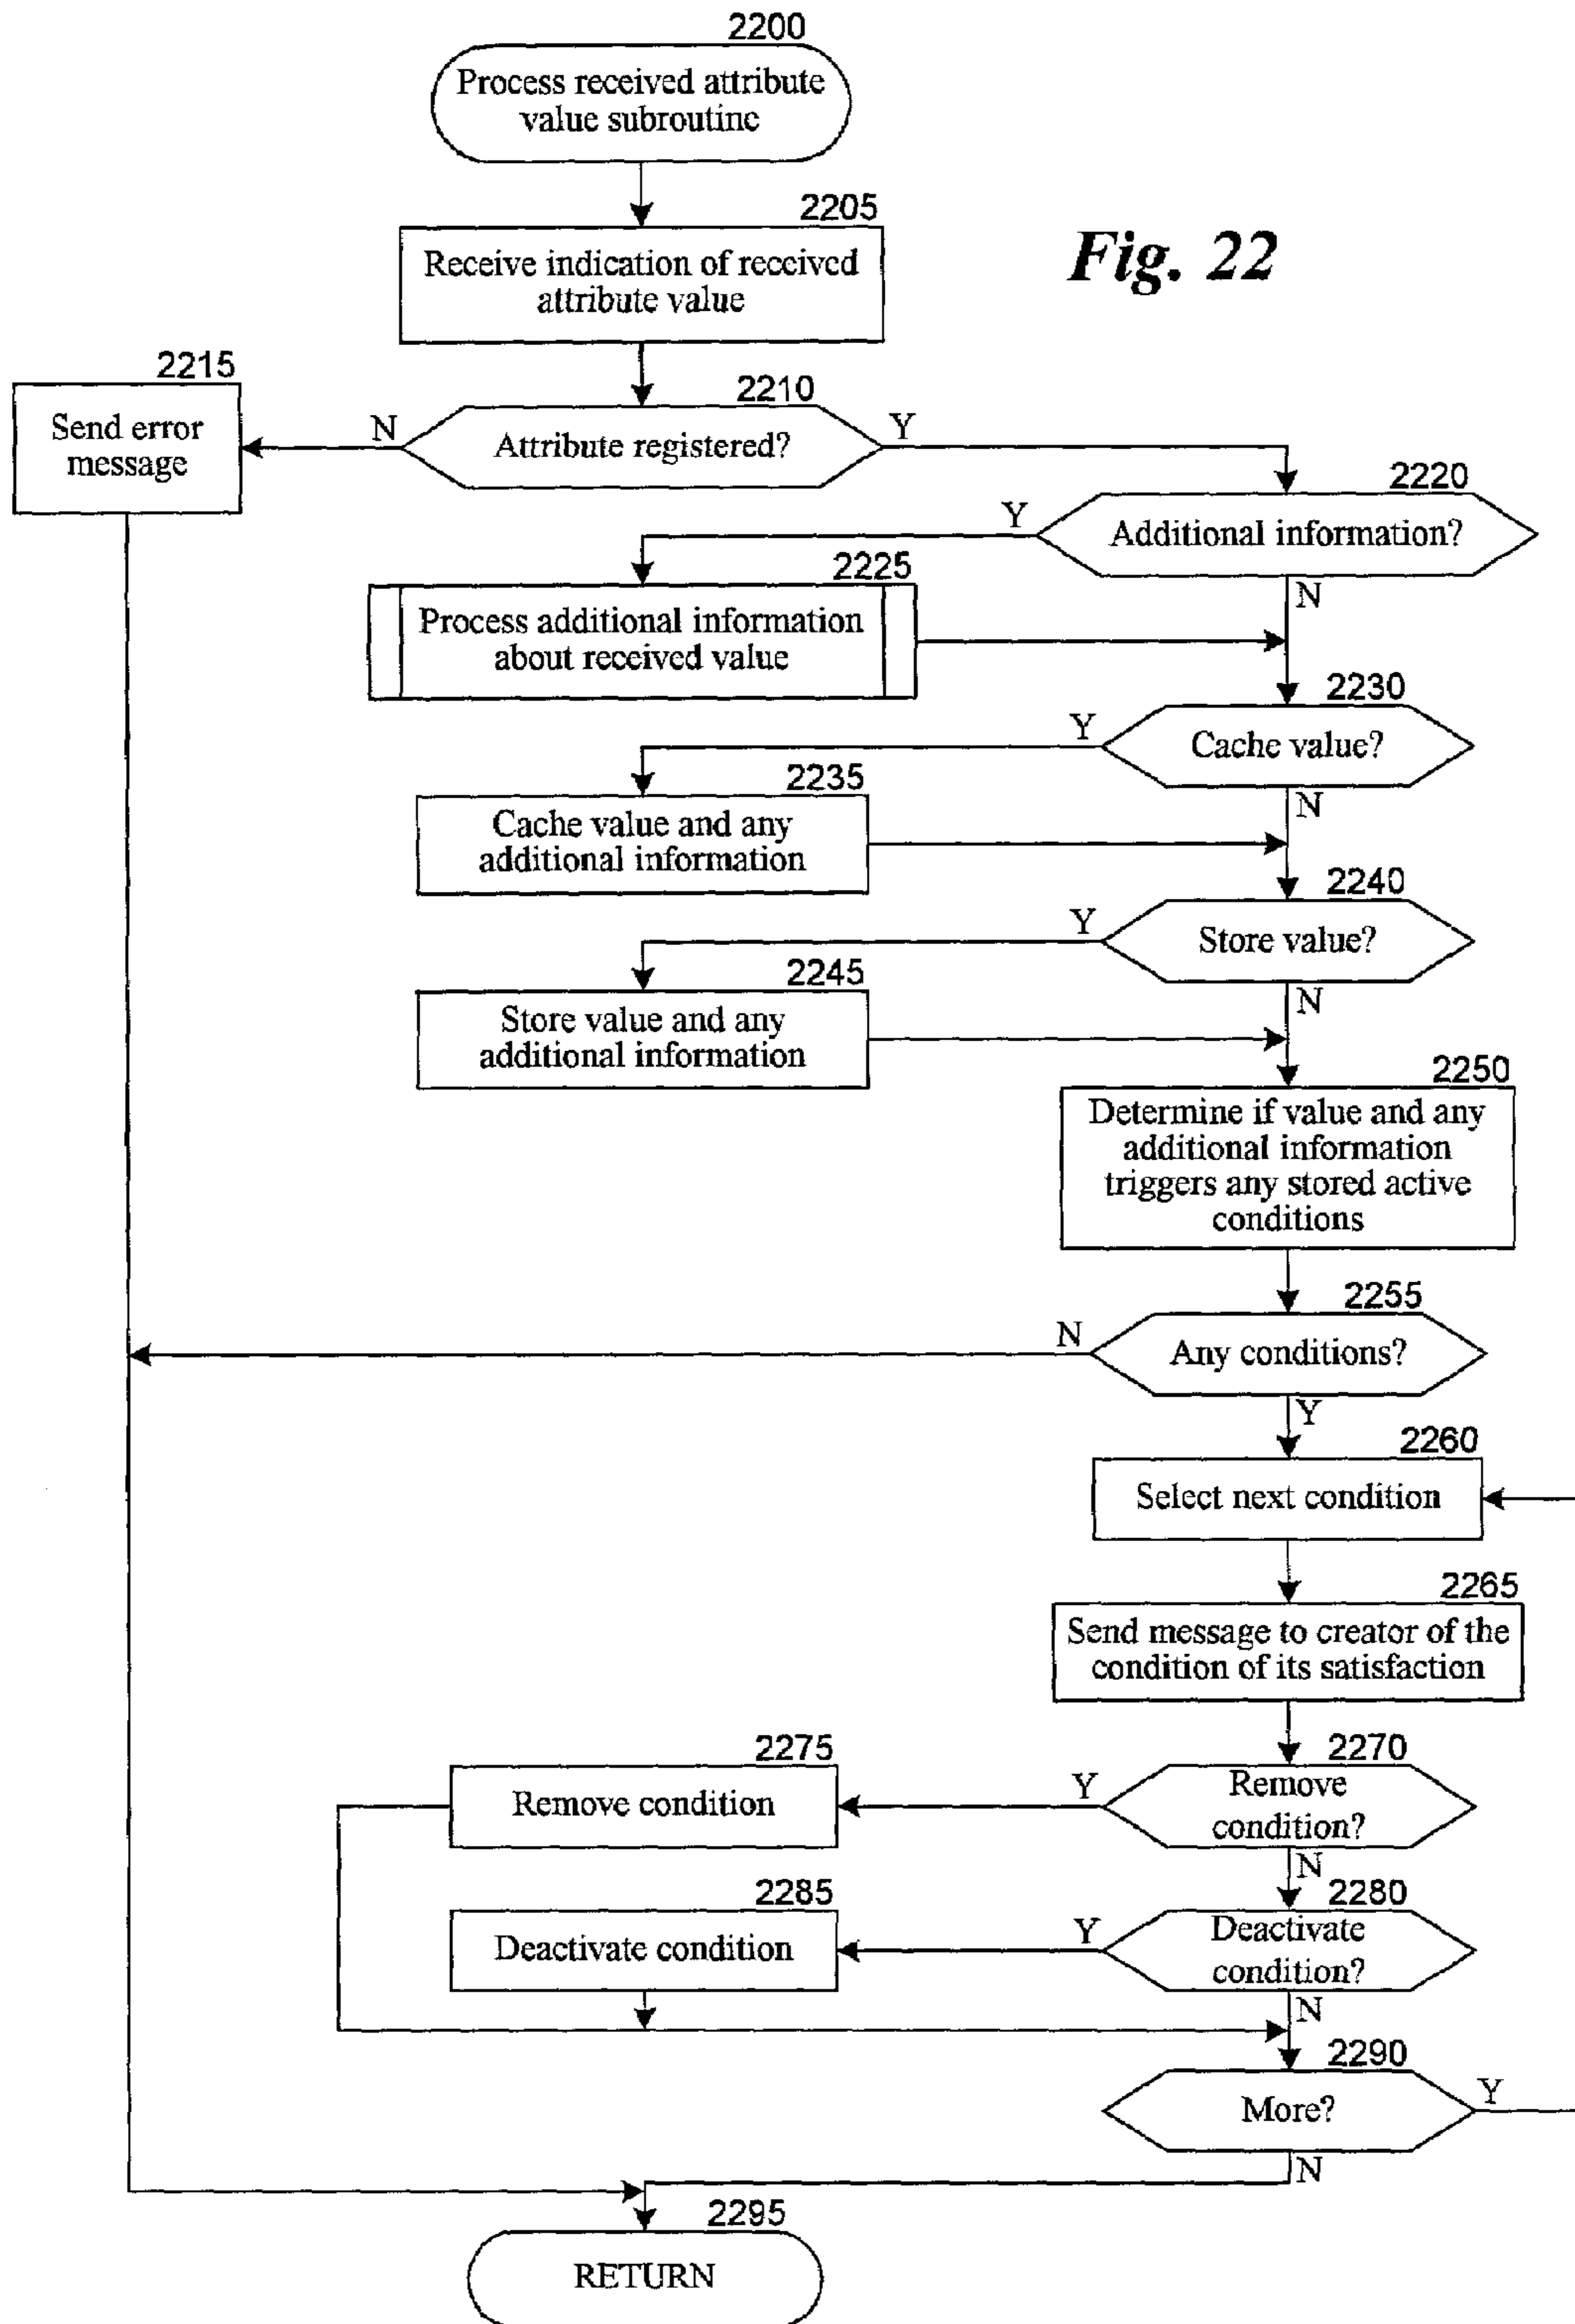 2200
Process received attribute
value subroutine
2205
Receive indication of received
attribute value
Fig. 22
2215
Send error
message
N
2210
Attribute registered?
Y
2220
Additional information?
Y
N
2225
Process additional information
about received value
2230
Cache value?
Y
N
2235
Cache value and any
additional information
2240
Store value?
Y
N
2245
Store value and any
additional information
2250
Determine if value and any
additional information
triggers any stored active
conditions
2255
Any conditions?
N
Y
2260
Select next condition
2265
Send message to creator of the
condition of its satisfaction
2270
Remove
condition?
Y
N
2275
Remove condition
2280
Deactivate
condition?
Y
N
2285
Deactivate condition
2290
More?
Y
N
2295
RETURN